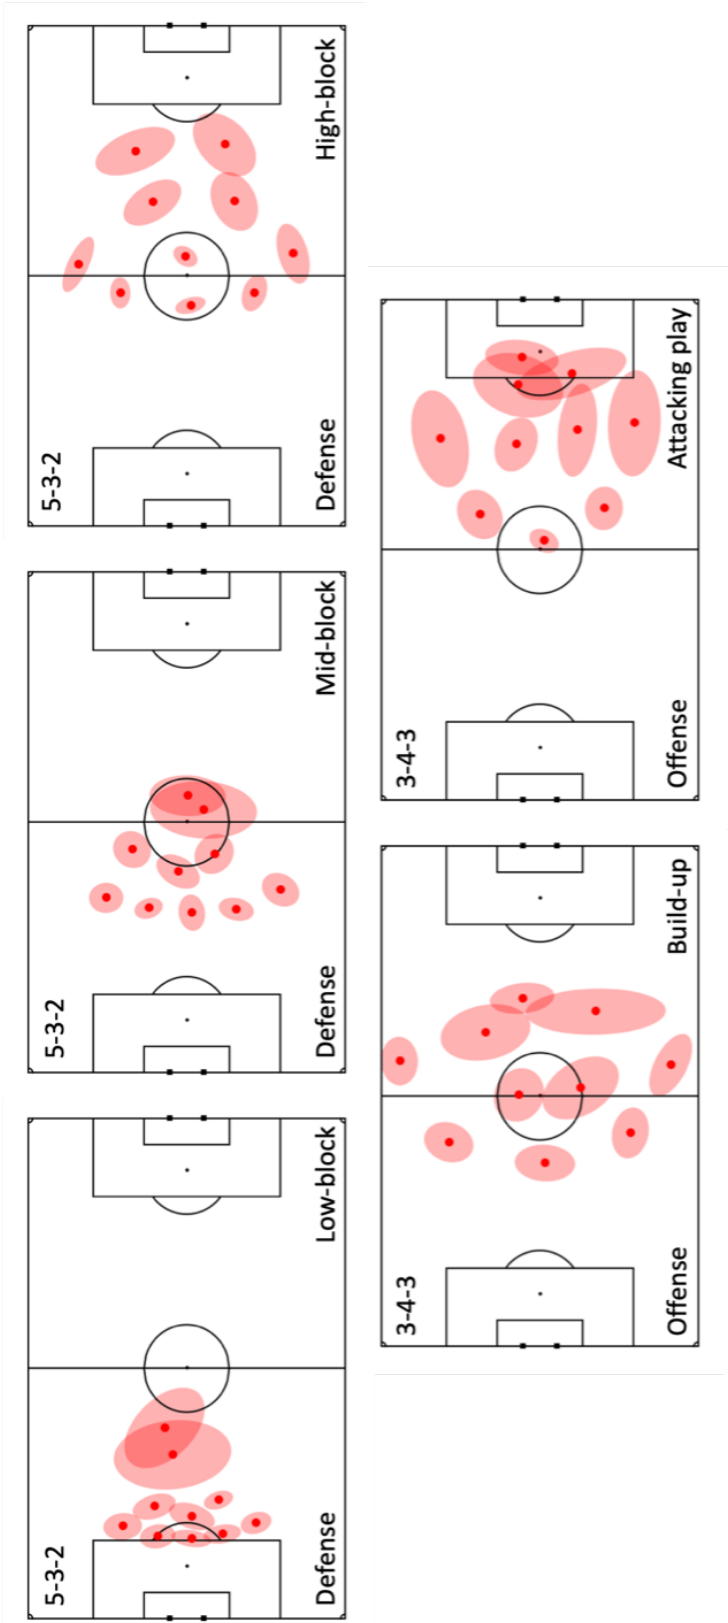 5-3-2
Defense
Low-block
5-3-2
Defense
Mid-block
5-3-2
Defense
High-block
3-4-3
Offense
Build-up
3-4-3
Offense
Attacking play